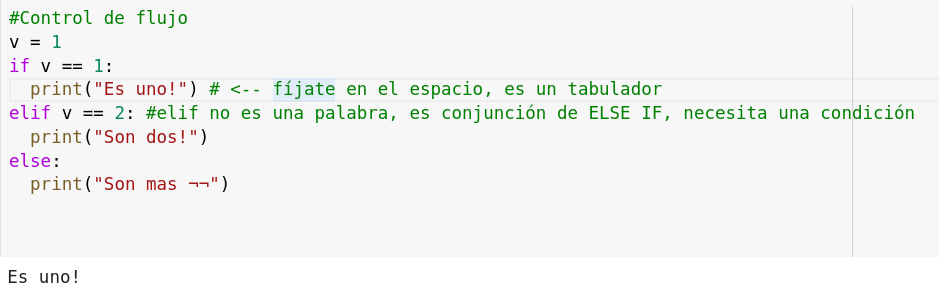 #Control de flujo
v = 1
if v == 1:
  print("Es uno!") # <-- fíjate en el espacio, es un tabulador
elif v == 2: #elif no es una palabra, es conjunción de ELSE IF, necesita una condición
  print("Son dos!")
else:
  print("Son mas ¬¬")
Es uno!